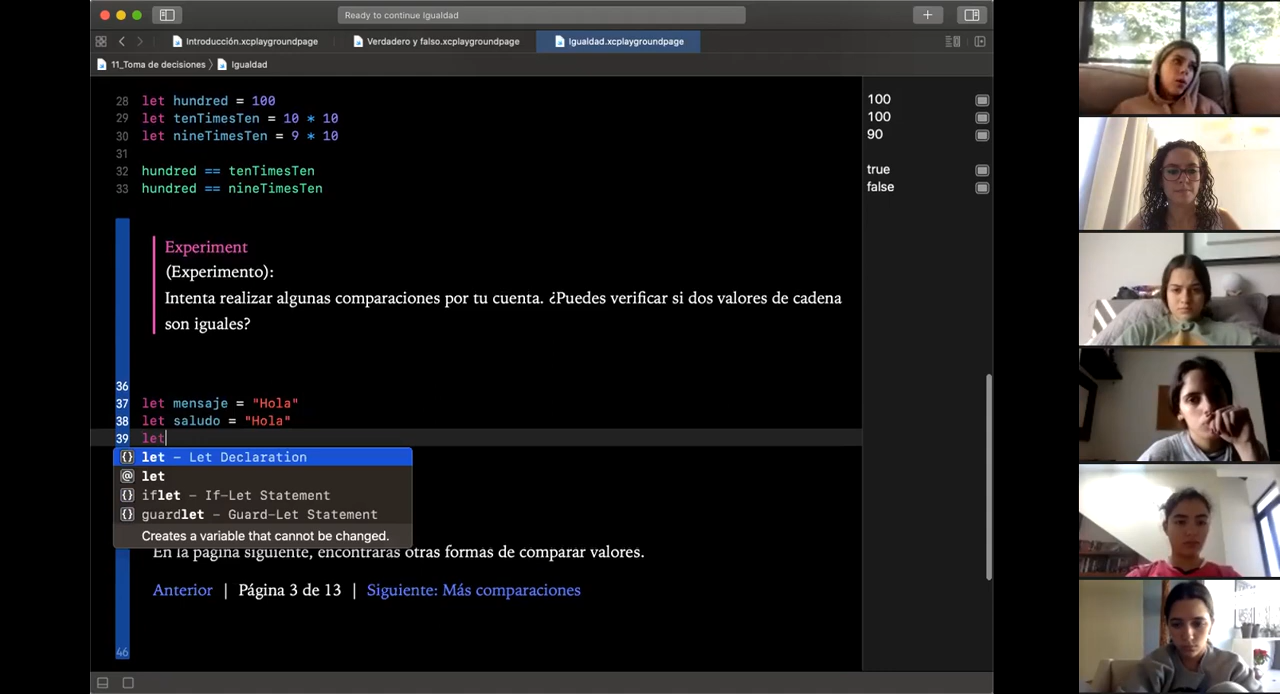 Ready to continue Igualdad
Introducción.xcplaygroundpage
Verdadero y falso.xcplaygroundpage
Igualdad.xcplaygroundpage
11_Toma de decisiones
Igualdad
28 let hundred = 100
100
29 let tenTimesTen = 10 * 10
100
30 let nineTimesTen = 9 * 10
90
31
32 hundred == tenTimesTen
true
33 hundred == nineTimesTen
false
Experiment
(Experimento):
Intenta realizar algunas comparaciones por tu cuenta. ¿Puedes verificar si dos valores de cadena
son iguales?
36
37 let mensaje = "Hola"
38 let saludo = "Hola"
39 let
{} let – Let Declaration
@ let
{} iflet – If-Let Statement
{} guardlet – Guard-Let Statement
Creates a variable that cannot be changed.
En la página siguiente, encontrarás otras formas de comparar valores.
Anterior | Página 3 de 13 | Siguiente: Más comparaciones
46